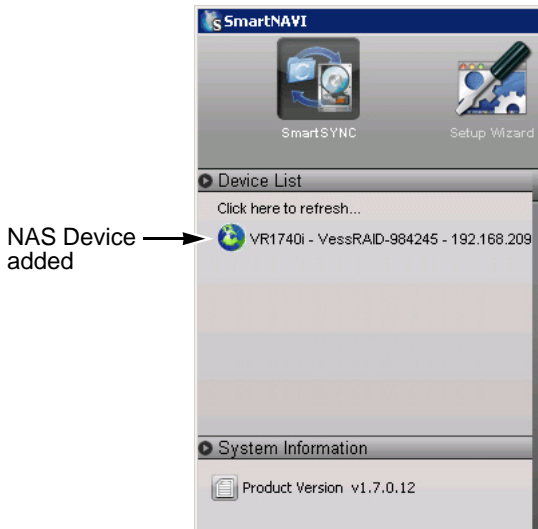 SmartNAVI
SmartSYNC
Setup Wizard
Device List
Click here to refresh...
NAS Device
added
VR1740i - VessRAID-984245 - 192.168.209
System Information
Product Version v1.7.0.12